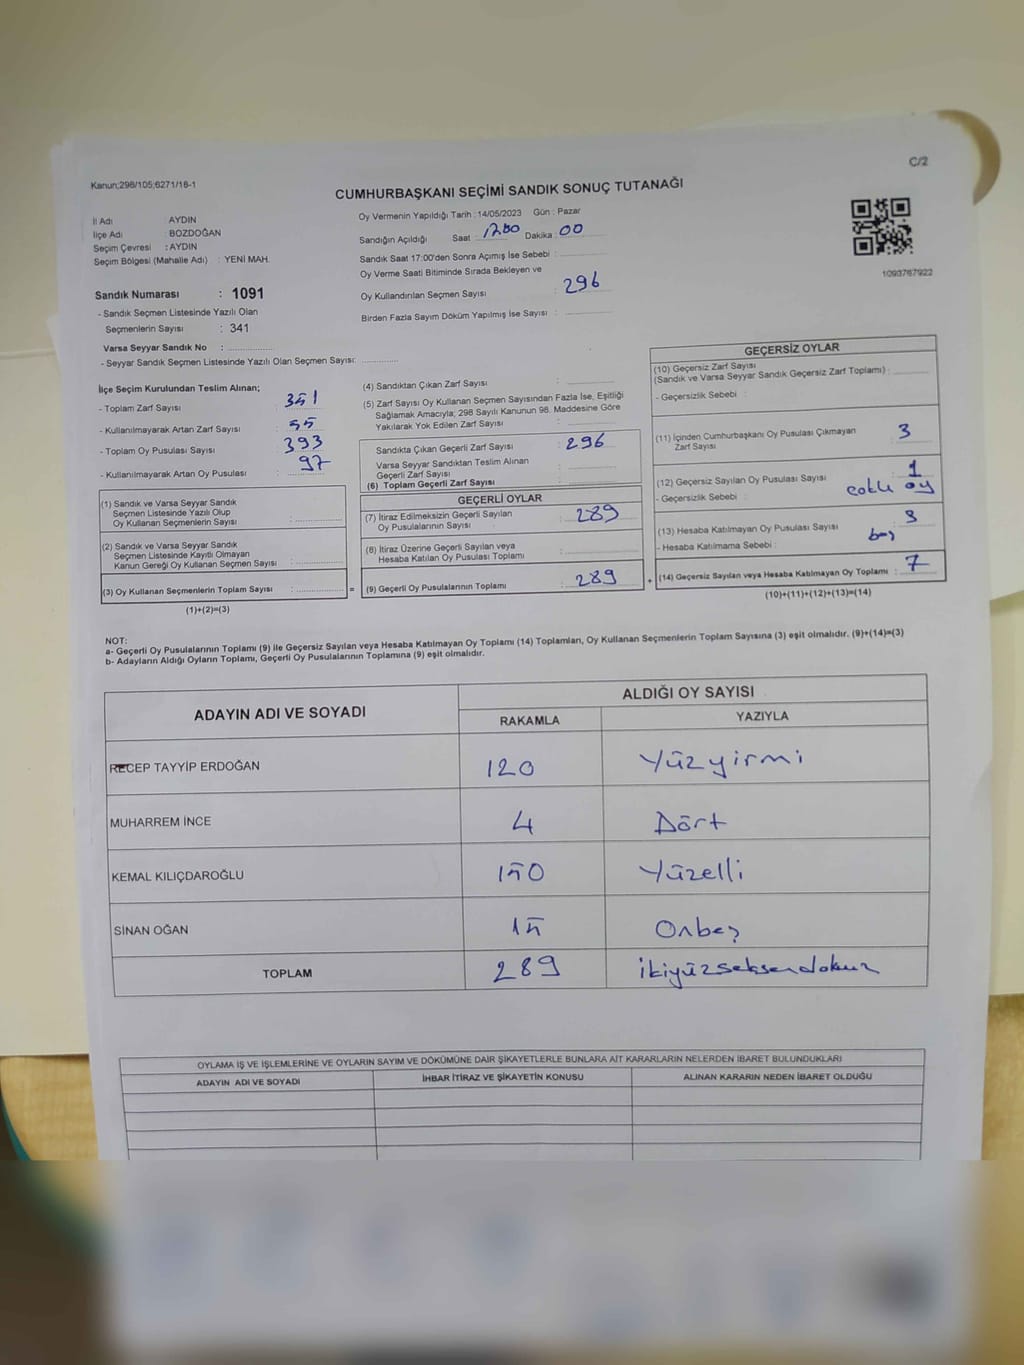 C/2
Kanun;298/105;6271/18-1
CUMHURBAŞKANI SEÇİMİ SANDIK SONUÇ TUTANAĞI
İl Adı : AYDIN
İlçe Adı : BOZDOĞAN
Seçim Çevresi : AYDIN
Seçim Bölgesi (Mahalle Adı) : YENİ MAH.
Oy Vermenin Yapıldığı Tarih : 14/05/2023 Gün : Pazar
Sandığın Açıldığı Saat : 1700 Dakika : 00
Sandık Saat 17:00'den Sonra Açımış İse Sebebi :
Oy Verme Saati Bitiminde Sırada Bekleyen ve
Oy Kullandırılan Seçmen Sayısı : 296
Birden Fazla Sayım Döküm Yapılmış İse Sayısı :
1093767922
Sandık Numarası : 1091
- Sandık Seçmen Listesinde Yazılı Olan
Seçmenlerin Sayısı : 341
Varsa Seyyar Sandık No :
- Seyyar Sandık Seçmen Listesinde Yazılı Olan Seçmen Sayısı:
İlçe Seçim Kurulundan Teslim Alınan;
- Toplam Zarf Sayısı : 351
- Kullanılmayarak Artan Zarf Sayısı : 55
- Toplam Oy Pusulası Sayısı : 393
- Kullanılmayarak Artan Oy Pusulası : 97
(1) Sandık ve Varsa Seyyar Sandık
Seçmen Listesinde Yazılı Olup
Oy Kullanan Seçmenlerin Sayısı :
(2) Sandık ve Varsa Seyyar Sandık
Seçmen Listesinde Kayıtlı Olmayan
Kanun Gereği Oy Kullanan Seçmen Sayısı :
(3) Oy Kullanan Seçmenlerin Toplam Sayısı :
(1)+(2)=(3)
(4) Sandıktan Çıkan Zarf Sayısı :
(5) Zarf Sayısı Oy Kullanan Seçmen Sayısından Fazla İse, Eşitliği
Sağlamak Amacıyla; 298 Sayılı Kanunun 98. Maddesine Göre
Yakılarak Yok Edilen Zarf Sayısı :
Sandıkta Çıkan Geçerli Zarf Sayısı : 296
Varsa Seyyar Sandıktan Teslim Alınan
Geçerli Zarf Sayısı :
(6) Toplam Geçerli Zarf Sayısı :
GEÇERLİ OYLAR
(7) İtiraz Edilmeksizin Geçerli Sayılan
Oy Pusulalarının Sayısı : 289
(8) İtiraz Üzerine Geçerli Sayılan veya
Hesaba Katılan Oy Pusulası Toplamı :
= (9) Geçerli Oy Pusulalarının Toplamı : 289 +
GEÇERSİZ OYLAR
(10) Geçersiz Zarf Sayısı
(Sandık ve Varsa Seyyar Sandık Geçersiz Zarf Toplamı) :
- Geçersizlik Sebebi :
(11) İçinden Cumhurbaşkanı Oy Pusulası Çıkmayan
Zarf Sayısı : 3
(12) Geçersiz Sayılan Oy Pusulası Sayısı : 1
- Geçersizlik Sebebi : çoklu oy
(13) Hesaba Katılmayan Oy Pusulası Sayısı : 3
- Hesaba Katılmama Sebebi : boş
(14) Geçersiz Sayılan veya Hesaba Katılmayan Oy Toplamı : 7
(10)+(11)+(12)+(13)=(14)
NOT:
a- Geçerli Oy Pusulalarının Toplamı (9) ile Geçersiz Sayılan veya Hesaba Katılmayan Oy Toplamı (14) Toplamları, Oy Kullanan Seçmenlerin Toplam Sayısına (3) eşit olmalıdır. (9)+(14)=(3)
b- Adayların Aldığı Oyların Toplamı, Geçerli Oy Pusulalarının Toplamına (9) eşit olmalıdır.
ADAYIN ADI VE SOYADI ALDIĞI OY SAYISI
RAKAMLA YAZIYLA
RECEP TAYYİP ERDOĞAN 120 Yüzyirmi
MUHARREM İNCE 4 Dört
KEMAL KILIÇDAROĞLU 150 Yüzelli
SİNAN OĞAN 15 Onbeş
TOPLAM 289 ikiyüzseksendokuz
OYLAMA İŞ VE İŞLEMLERİNE VE OYLARIN SAYIM VE DÖKÜMÜNE DAİR ŞİKAYETLERLE BUNLARA AİT KARARLARIN NELERDEN İBARET BULUNDUKLARI
ADAYIN ADI VE SOYADI İHBAR İTİRAZ VE ŞİKAYETİN KONUSU ALINAN KARARIN NEDEN İBARET OLDUĞU